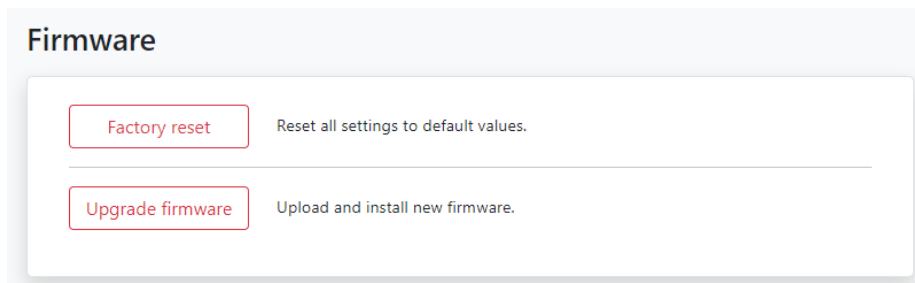 Firmware
Factory reset Reset all settings to default values.
Upgrade firmware Upload and install new firmware.